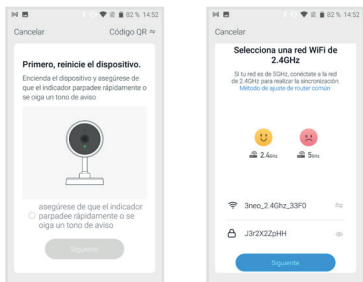 82 % 14:52
Cancelar
Código QR
Primero, reinicie el dispositivo.
Encienda el dispositivo y asegúrese de
que el indicador parpadee rápidamente o
se oiga un tono de aviso
asegúrese de que el indicador
parpadee rápidamente o se
oiga un tono de aviso
Siguiente
82 % 14:52
Cancelar
Selecciona una red WiFi de
2.4GHz
Si tu red es de 5GHz, conéctate a la red
de 2.4GHz para realizar la sincronización.
Método de ajuste de router común
2.4GHz
5GHz
3neo_2.4Ghz_33F0
J3r2X2ZpHH
Siguiente